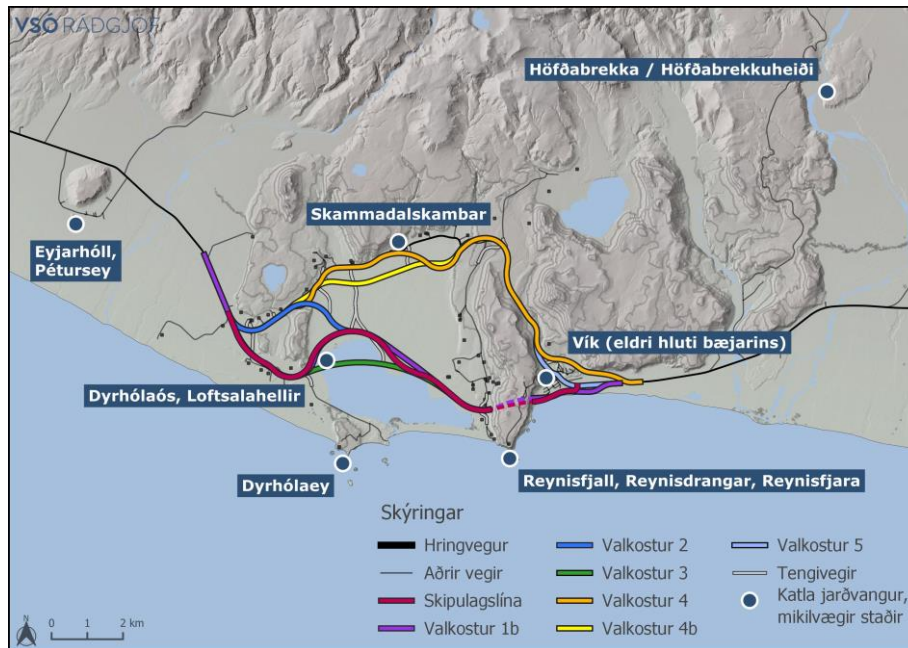 VSÓ RÁÐGJÖF
Höfðabrekka / Höfðabrekkuheiði
Skammadalskambar
Eyjarhóll,
Pétursey
Vík (eldri hluti bæjarins)
Dyrhólaós, Loftsalahellir
Dyrhólaey
Reynisfjall, Reynisdrangar, Reynisfjara
Skýringar
Hringvegur
Aðrir vegir
Skipulagslína
Valkostur 1b
Valkostur 2
Valkostur 3
Valkostur 4
Valkostur 4b
Valkostur 5
Tengivegir
Katla jarðvangur,
mikilvægir staðir
N
0 1 2 km